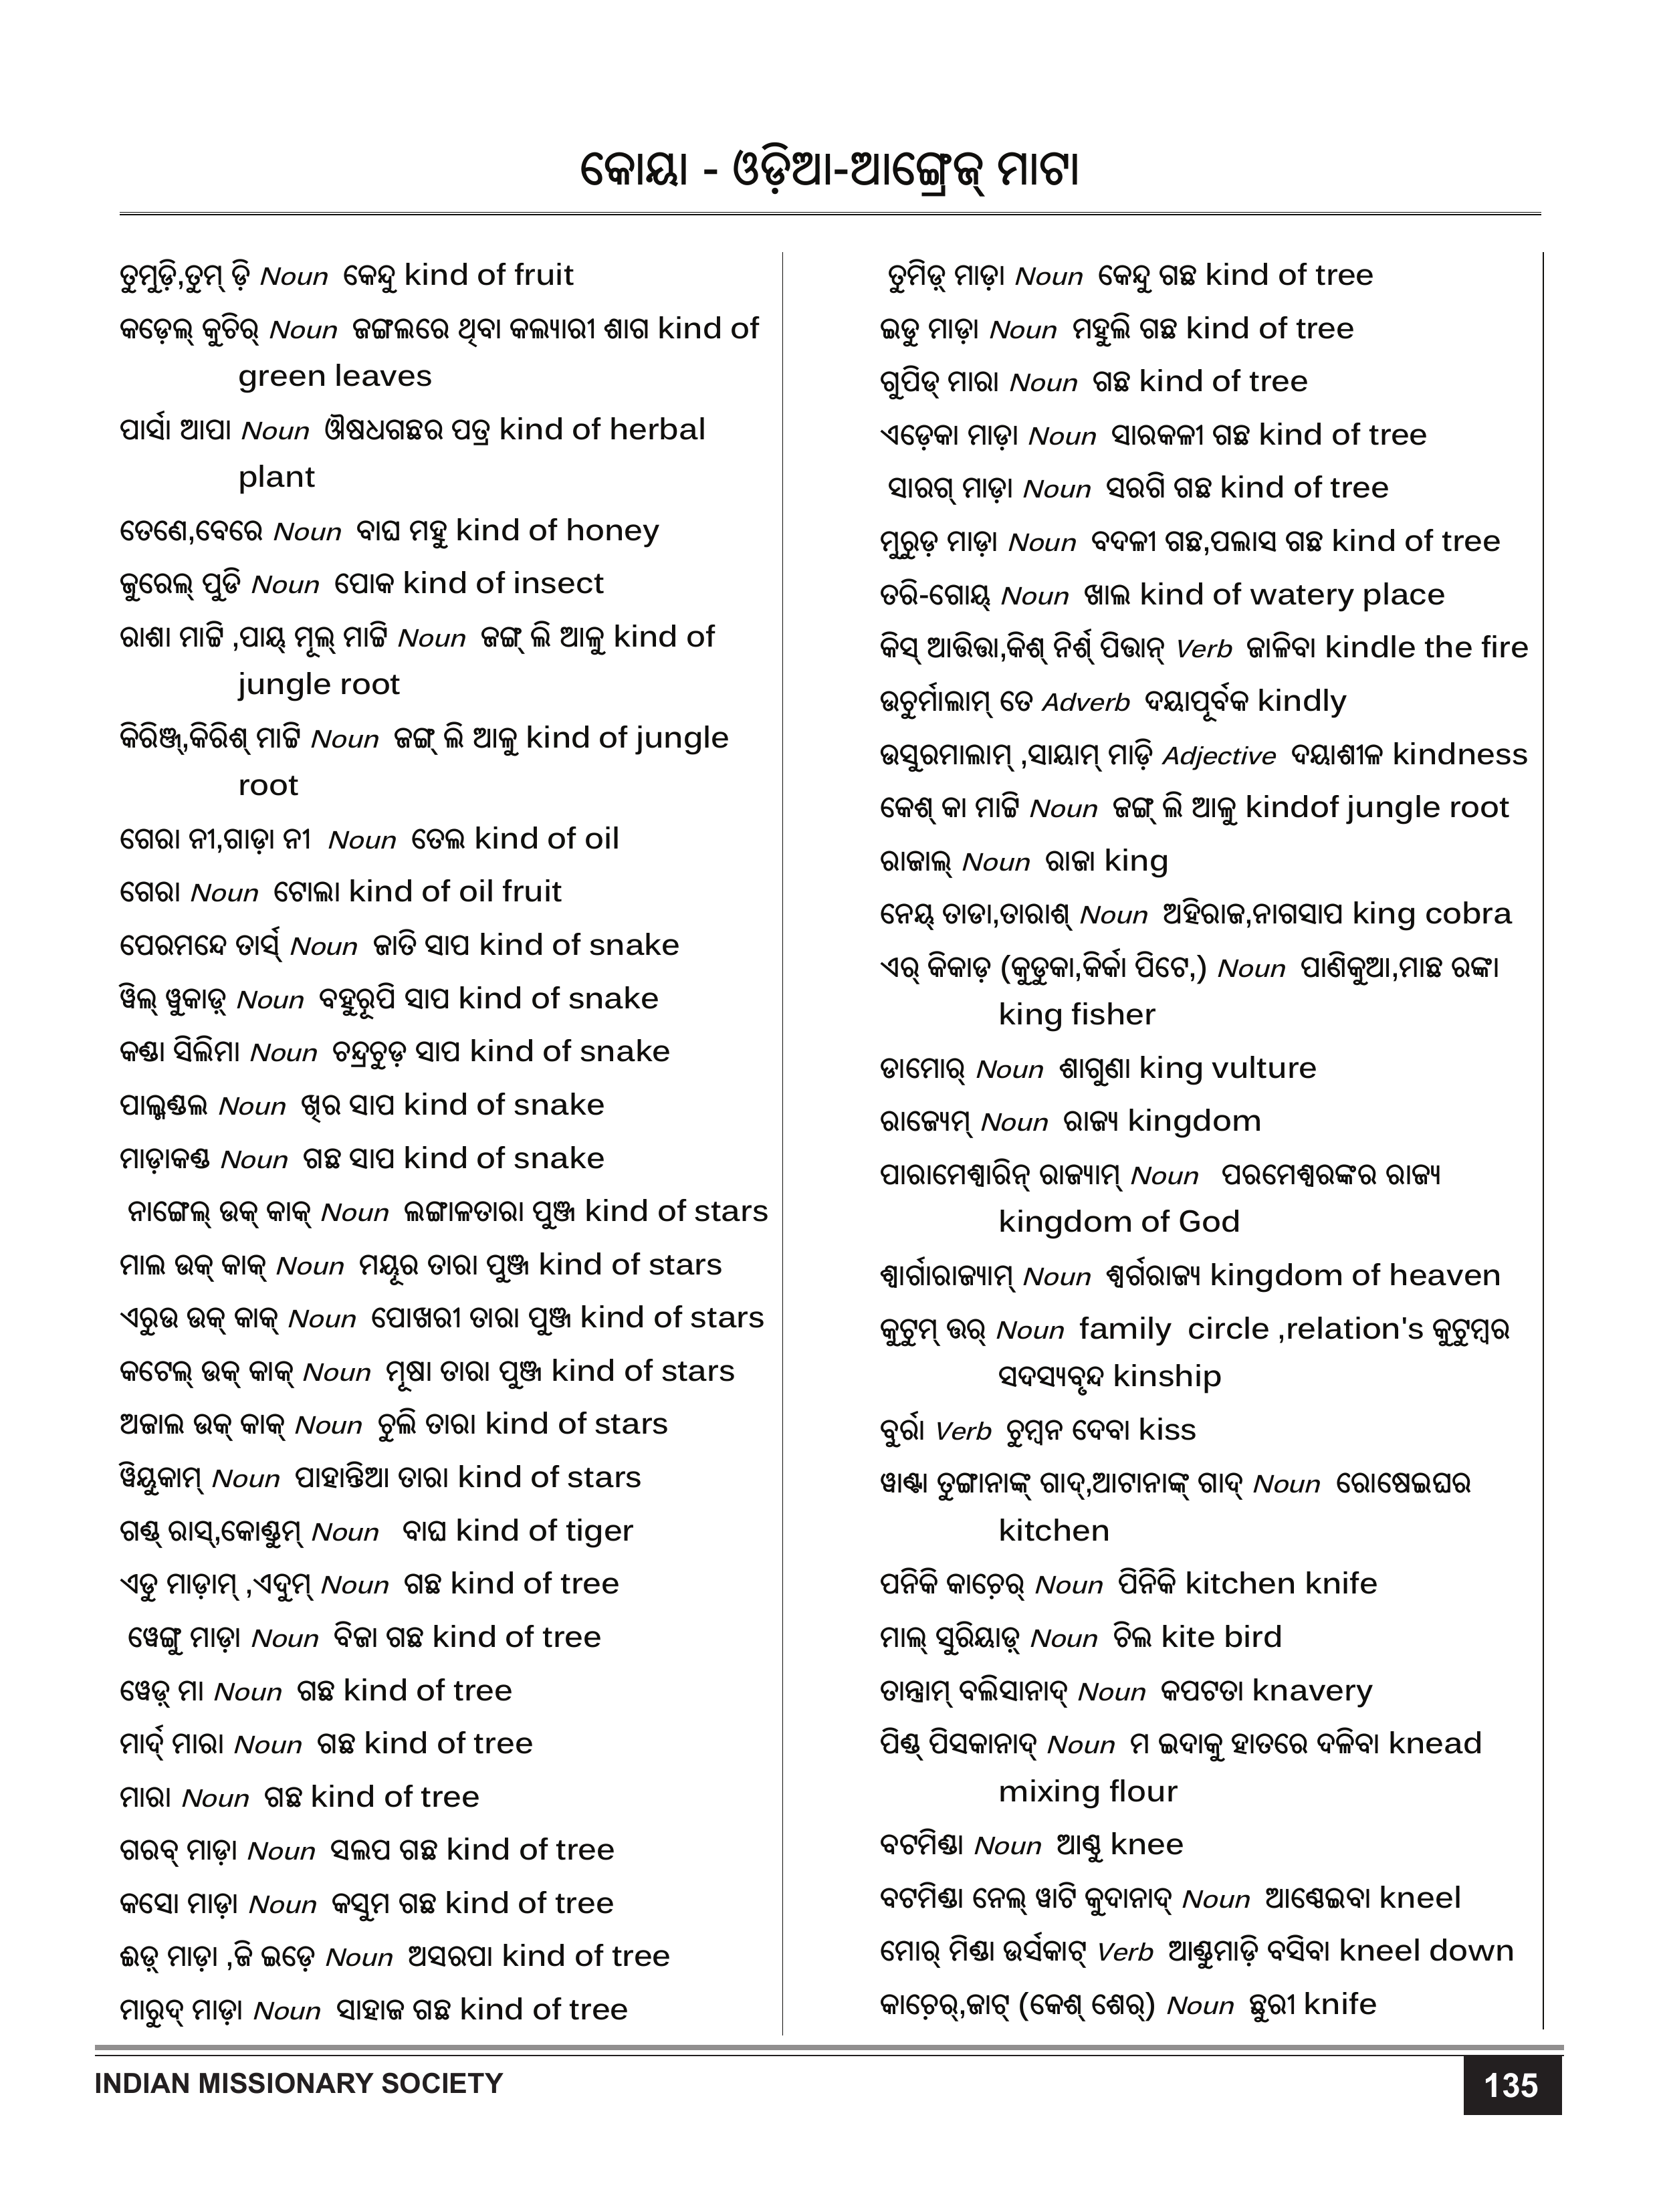 କୋୟା - ଓଡ଼ିଆ-ଆଙ୍ଗ୍ରେଜ୍ ମାଟା
ତୁମୁଡ଼ି,ତୁମ୍ ଡ଼ି Noun କେନ୍ଦୁ kind of fruit
କଡ଼େଲ୍ କୁଚିର୍ Noun ଜଙ୍ଗଲରେ ଥିବା କଲ୍ୟାରୀ ଶାଗ kind of
green leaves
ପାର୍ସା ଆପା Noun ଔଷଧଗଛର ପତ୍ର kind of herbal
plant
ତେଣେ,ବେରେ Noun ବାଘ ମହୁ kind of honey
ଜୁରେଲ୍ ପୁଡି Noun ପୋକ kind of insect
ରାଶା ମାଟ୍ଟି ,ପାୟ୍ ମୂଲ୍ ମାଟ୍ଟି Noun ଜଙ୍ଗ୍ ଲି ଆଳୁ kind of
jungle root
କିରିଞ୍ଜ୍,କିରିଶ୍ ମାଟ୍ଟି Noun ଜଙ୍ଗ୍ ଲି ଆଳୁ kind of jungle
root
ଗେରା ନୀ,ଗାଡ଼ା ନୀ Noun ତେଲ kind of oil
ଗେରା Noun ଟୋଲା kind of oil fruit
ପେରମନ୍ଦେ ତାର୍ସ୍ Noun ଜାତି ସାପ kind of snake
ୱିଲ୍ ୱୁକାଡ଼୍ Noun ବହୁରୂପି ସାପ kind of snake
କଣ୍ଡା ସିଲିମା Noun ଚନ୍ଦ୍ରଚୁଡ଼ ସାପ kind of snake
ପାଲ୍ମଣ୍ଡଲ Noun ଖିର ସାପ kind of snake
ମାଡ଼ାକଣ୍ଡ Noun ଗଛ ସାପ kind of snake
ନାଙ୍ଗେଲ୍ ଉକ୍ କାକ୍ Noun ଲଙ୍ଗାଳତାରା ପୁଞ୍ଜ kind of stars
ମାଲ ଉକ୍ କାକ୍ Noun ମୟୂର ତାରା ପୁଞ୍ଜ kind of stars
ଏରୁଉ ଉକ୍ କାକ୍ Noun ପୋଖରୀ ତାରା ପୁଞ୍ଜ kind of stars
କଟେଲ୍ ଉକ୍ କାକ୍ Noun ମୂଷା ତାରା ପୁଞ୍ଜ kind of stars
ଅଜାଲ ଉକ୍ କାକ୍ Noun ଚୁଲି ତାରା kind of stars
ୱିୟୁକାମ୍ Noun ପାହାନ୍ତିଆ ତାରା kind of stars
ଗଣ୍ଡ୍ ରାସ୍,କୋଣ୍ଡୁମ୍ Noun ବାଘ kind of tiger
ଏଡୁ ମାଡ଼ାମ୍ ,ଏଦୁମ୍ Noun ଗଛ kind of tree
ୱେଙ୍ଗୁ ମାଡ଼ା Noun ବିଜା ଗଛ kind of tree
ୱେଡ଼୍ ମା Noun ଗଛ kind of tree
ମାର୍ଦ୍ ମାରା Noun ଗଛ kind of tree
ମାରା Noun ଗଛ kind of tree
ଗରବ୍ ମାଡ଼ା Noun ସଲପ ଗଛ kind of tree
କସୋ ମାଡ଼ା Noun କସୁମ ଗଛ kind of tree
ଈଡ଼୍ ମାଡ଼ା ,ଜି ଇଡ଼େ Noun ଅସରପା kind of tree
ମାରୁଦ୍ ମାଡ଼ା Noun ସାହାଜ ଗଛ kind of tree
ତୁମିଡ଼୍ ମାଡ଼ା Noun କେନ୍ଦୁ ଗଛ kind of tree
ଇଡୁ ମାଡ଼ା Noun ମହୁଲି ଗଛ kind of tree
ଗୁପିଡ୍ ମାରା Noun ଗଛ kind of tree
ଏଡ଼େକା ମାଡ଼ା Noun ସାରକଳୀ ଗଛ kind of tree
ସାରଗ୍ ମାଡ଼ା Noun ସରଗି ଗଛ kind of tree
ମୁରୁଡ଼ ମାଡ଼ା Noun ବଦଳୀ ଗଛ,ପଲାସ ଗଛ kind of tree
ତରି-ଗୋୟ୍ Noun ଖାଲ kind of watery place
କିସ୍ ଆଭିଭା,କିଶ୍ ନିର୍ଶ୍ ପିଭାନ୍ Verb ଜାଳିବା kindle the fire
ଉଚୁର୍ମାଲାମ୍ ତେ Adverb ଦୟାପୂର୍ବକ kindly
ଉସୁରମାଲାମ୍ ,ସାୟାମ୍ ମାଡ଼ି Adjective ଦୟାଶୀଳ kindness
କେଶ୍ କା ମାଟ୍ଟି Noun ଜଙ୍ଗ୍ ଲି ଆଳୁ kindof jungle root
ରାଜାଲ୍ Noun ରାଜା king
ନେୟ୍ ତାଡା,ତାରାଶ୍ Noun ଅହିରାଜ,ନାଗସାପ king cobra
ଏର୍ କିକାଡ଼ (କୁଡୁକା,କିର୍କା ପିଟେ,) Noun ପାଣିକୁଆ,ମାଛ ରଙ୍କା
king fisher
ଡାମୋର୍ Noun ଶାଗୁଣା king vulture
ରାଜ୍ୟେମ୍ Noun ରାଜ୍ୟ kingdom
ପାରାମେଶ୍ୱାରିନ୍ ରାଜ୍ୟାମ୍ Noun ପରମେଶ୍ୱରଙ୍କର ରାଜ୍ୟ
kingdom of God
ଶ୍ୱାର୍ଗାରାଜ୍ୟାମ୍ Noun ଶ୍ୱର୍ଗରାଜ୍ୟ kingdom of heaven
କୁଟୁମ୍ ଭର୍ Noun family circle ,relation's କୁଟୁମ୍ବର
ସଦସ୍ୟବୃନ୍ଦ kinship
ବୁର୍ରା Verb ଚୁମ୍ବନ ଦେବା kiss
ୱାଣ୍ଟା ତୁଙ୍ଗାନାଙ୍କ୍ ଗାଦ୍,ଆଟାନାଙ୍କ୍ ଗାଦ୍ Noun ରୋଷେଇଘର
kitchen
ପନିକି କାଚ଼େର୍ Noun ପିନିକି kitchen knife
ମାଲ୍ ସୁରିୟାଡ଼୍ Noun ଚିଲ kite bird
ତାନ୍ତ୍ରାମ୍ ବଲିସାନାଦ୍ Noun କପଟତା knavery
ପିଣ୍ଡ୍ ପିସକାନାଦ୍ Noun ମ ଇଦାକୁ ହାତରେ ଦଳିବା knead
mixing flour
ବଟମିଣ୍ଡା Noun ଆଣ୍ଠୁ knee
ବଟମିଣ୍ଡା ନେଲ୍ ୱାଟି କୁଦାନାଦ୍ Noun ଆଣ୍ଠେଇବା kneel
ମୋର୍ ମିଣ୍ଡା ଉର୍ସକାଟ୍ Verb ଆଣ୍ଡୁମାଡ଼ି ବସିବା kneel down
କାଚ଼େର୍,ଜାଟ୍ (କେଶ୍ ଶେର୍) Noun ଛୁରୀ knife
INDIAN MISSIONARY SOCIETY
135